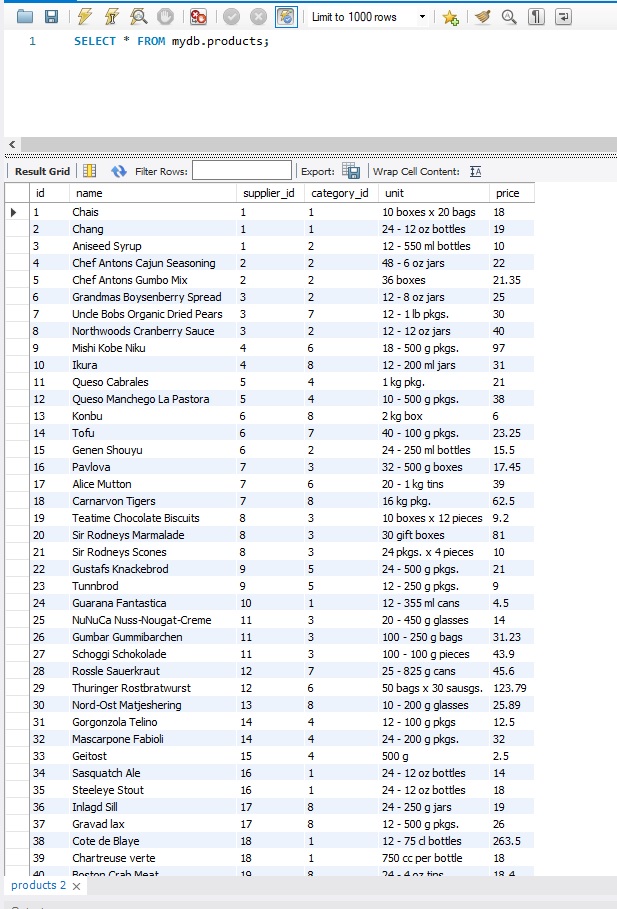 Limit to 1000 rows
1 SELECT * FROM mydb.products;
Result Grid Filter Rows: Export: Wrap Cell Content:
id name supplier_id category_id unit price
1 Chais 1 1 10 boxes x 20 bags 18
2 Chang 1 1 24 - 12 oz bottles 19
3 Aniseed Syrup 1 2 12 - 550 ml bottles 10
4 Chef Antons Cajun Seasoning 2 2 48 - 6 oz jars 22
5 Chef Antons Gumbo Mix 2 2 36 boxes 21.35
6 Grandmas Boysenberry Spread 3 2 12 - 8 oz jars 25
7 Uncle Bobs Organic Dried Pears 3 7 12 - 1 lb pkgs. 30
8 Northwoods Cranberry Sauce 3 2 12 - 12 oz jars 40
9 Mishi Kobe Niku 4 6 18 - 500 g pkgs. 97
10 Ikura 4 8 12 - 200 ml jars 31
11 Queso Cabrales 5 4 1 kg pkg. 21
12 Queso Manchego La Pastora 5 4 10 - 500 g pkgs. 38
13 Konbu 6 8 2 kg box 6
14 Tofu 6 7 40 - 100 g pkgs. 23.25
15 Genen Shouyu 6 2 24 - 250 ml bottles 15.5
16 Pavlova 7 3 32 - 500 g boxes 17.45
17 Alice Mutton 7 6 20 - 1 kg tins 39
18 Carnarvon Tigers 7 8 16 kg pkg. 62.5
19 Teatime Chocolate Biscuits 8 3 10 boxes x 12 pieces 9.2
20 Sir Rodneys Marmalade 8 3 30 gift boxes 81
21 Sir Rodneys Scones 8 3 24 pkgs. x 4 pieces 10
22 Gustafs Knackebrod 9 5 24 - 500 g pkgs. 21
23 Tunnbrod 9 5 12 - 250 g pkgs. 9
24 Guarana Fantastica 10 1 12 - 355 ml cans 4.5
25 NuNuCa Nuss-Nougat-Creme 11 3 20 - 450 g glasses 14
26 Gumbar Gummibarchen 11 3 100 - 250 g bags 31.23
27 Schoggi Schokolade 11 3 100 - 100 g pieces 43.9
28 Rossle Sauerkraut 12 7 25 - 825 g cans 45.6
29 Thuringer Rostbratwurst 12 6 50 bags x 30 sausgs. 123.79
30 Nord-Ost Matjeshering 13 8 10 - 200 g glasses 25.89
31 Gorgonzola Telino 14 4 12 - 100 g pkgs 12.5
32 Mascarpone Fabioli 14 4 24 - 200 g pkgs. 32
33 Geitost 15 4 500 g 2.5
34 Sasquatch Ale 16 1 24 - 12 oz bottles 14
35 Steeleye Stout 16 1 24 - 12 oz bottles 18
36 Inlagd Sill 17 8 24 - 250 g jars 19
37 Gravad lax 17 8 12 - 500 g pkgs. 26
38 Cote de Blaye 18 1 12 - 75 cl bottles 263.5
39 Chartreuse verte 18 1 750 cc per bottle 18
40 Boston Crab Meat 19 8 24 - 4 oz tins 18.4
products 2